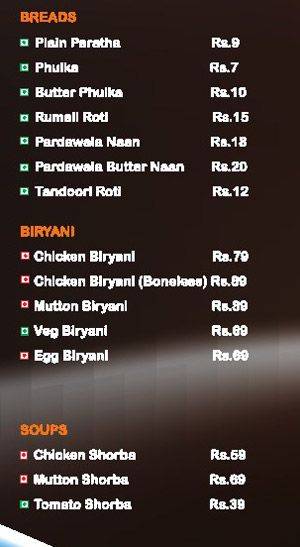 BREADS
Plain Paratha Rs.9
Phulka Rs.7
Butter Phulka Rs.10
Rumali Roti Rs.15
Pardawala Naan Rs.18
Pardawala Butter Naan Rs.20
Tandoori Roti Rs.12
BIRYANI
Chicken Biryani Rs.79
Chicken Biryani (Boneless) Rs.89
Mutton Biryani Rs.89
Veg Biryani Rs.69
Egg Biryani Rs.69
SOUPS
Chicken Shorba Rs.59
Mutton Shorba Rs.69
Tomato Shorba Rs.39